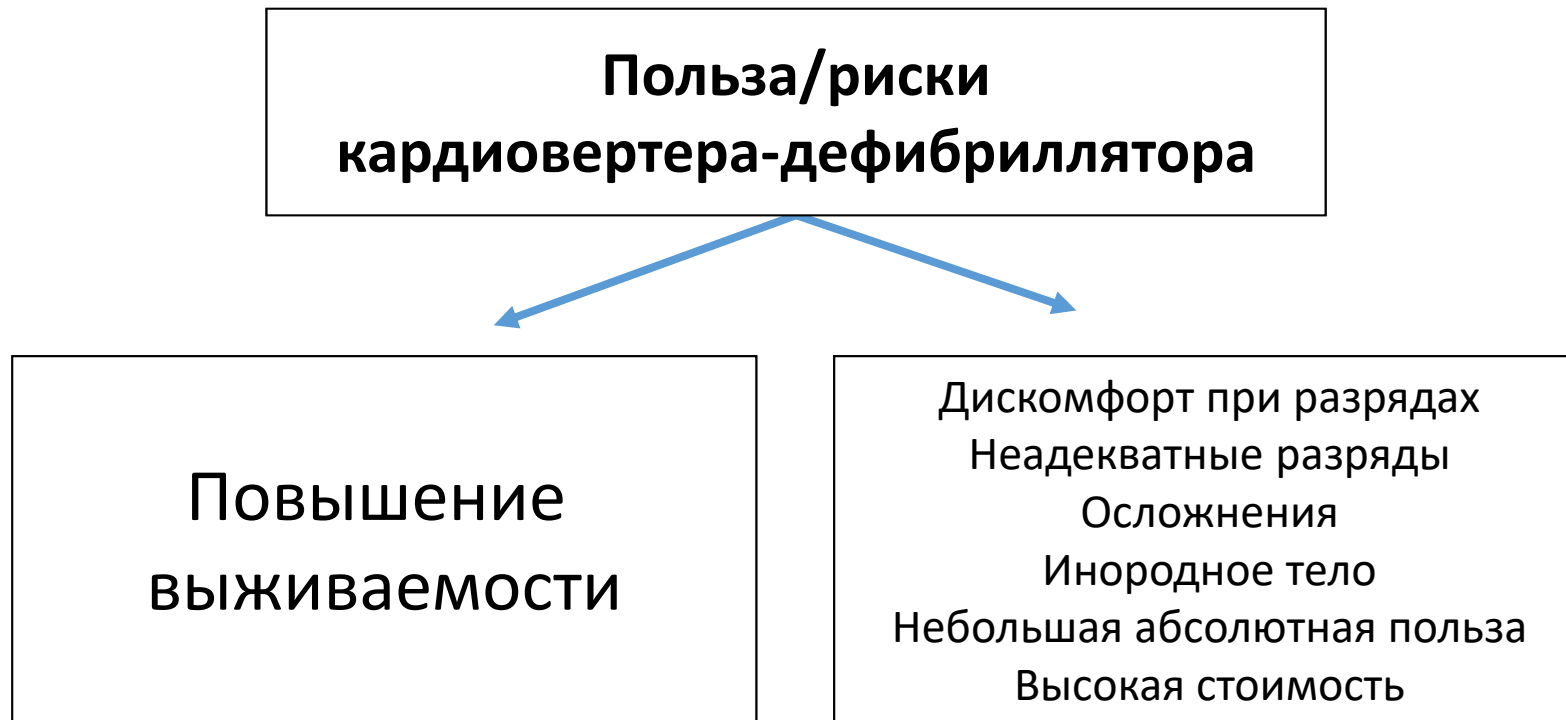 Польза/риски
кардиовертера-дефибриллятора
Повышение
выживаемости
Дискомфорт при разрядах
Неадекватные разряды
Осложнения
Инородное тело
Небольшая абсолютная польза
Высокая стоимость